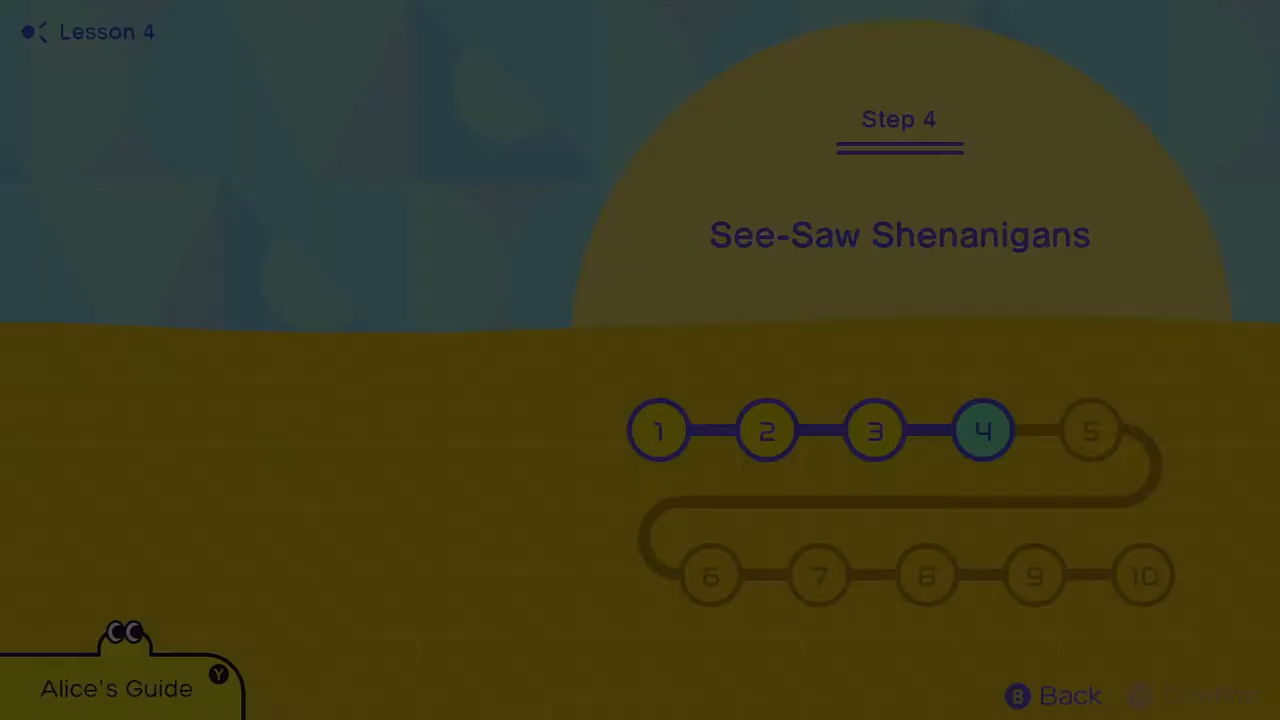 Lesson 4
Step 4
See-Saw Shenanigans
1 2 3 4 5
6 7 8 9 10
Y
Alice's Guide
B Back